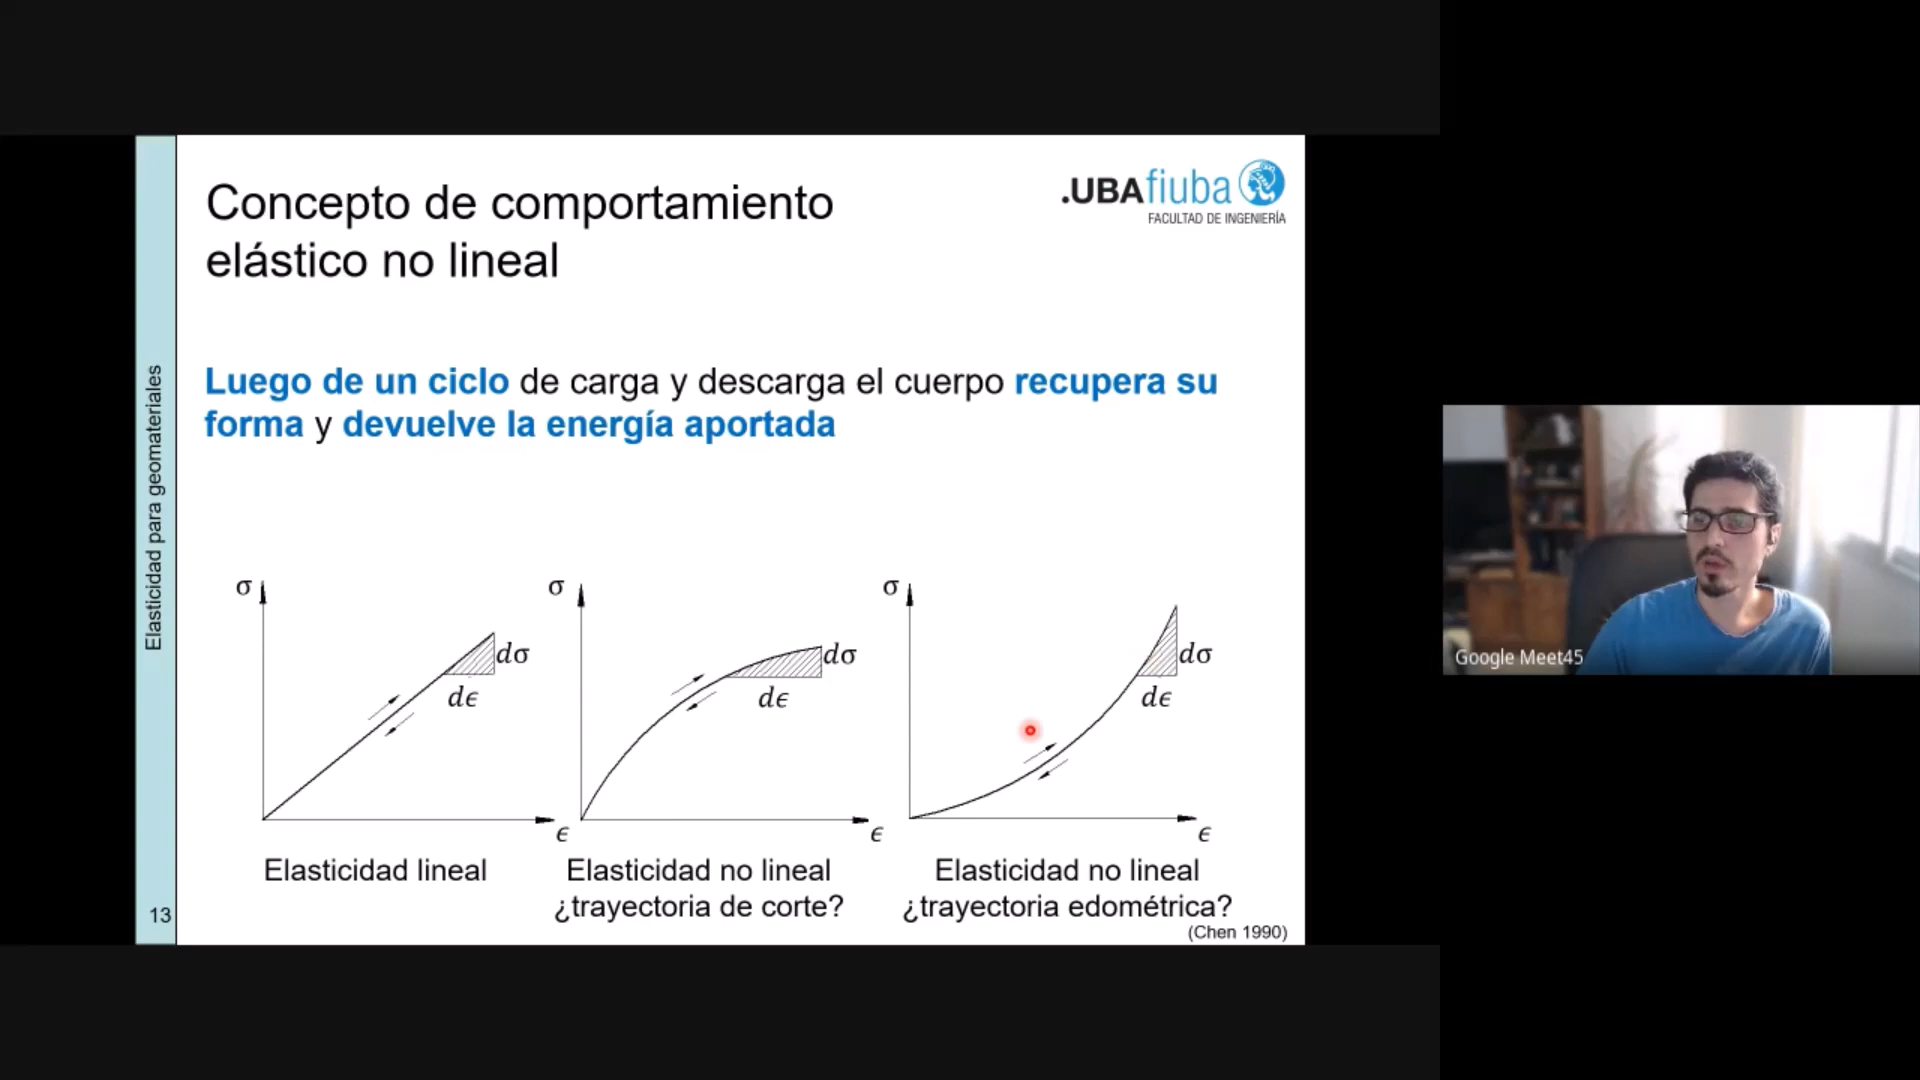 Concepto de comportamiento
elástico no lineal
.UBAfiuba
FACULTAD DE INGENIERÍA
Luego de un ciclo de carga y descarga el cuerpo recupera su
forma y devuelve la energía aportada
Elasticidad para geomateriales
13
σ
dσ
dϵ
ϵ
Elasticidad lineal
σ
dσ
dϵ
ϵ
Elasticidad no lineal
¿trayectoria de corte?
σ
dσ
dϵ
ϵ
Elasticidad no lineal
¿trayectoria edométrica?
(Chen 1990)
Google Meet45